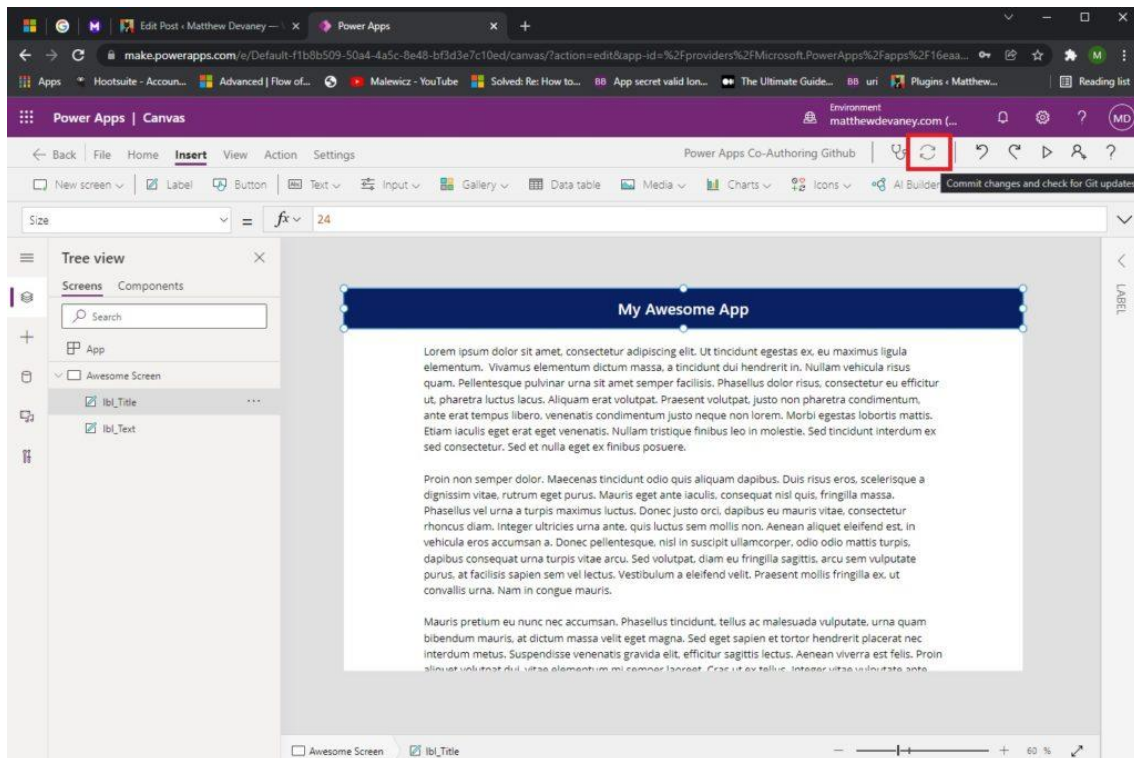 Edit Post ‹ Matthew Devaney — \
Power Apps
make.powerapps.com/e/Default-f1b8b509-50a4-4a5c-8e48-bf3d3e7c10ed/canvas/?action=edit&app-id=%2Fproviders%2FMicrosoft.PowerApps%2Fapps%2F16eaa...
M
Apps Hootsuite - Accoun... Advanced | Flow of... Malewicz - YouTube Solved: Re: How to... BB App secret valid lon... The Ultimate Guide... BB uri Plugins ‹ Matthew... Reading list
Power Apps | Canvas
Environment
matthewdevaney.com (...
MD
Back File Home Insert View Action Settings
Power Apps Co-Authoring Github
New screen Label Button Text Input Gallery Data table Media Charts Icons AI Builder
Commit changes and check for Git updates
Size = fx 24
Tree view
Screens Components
Search
App
Awesome Screen
lbl_Title ...
lbl_Text
LABEL
My Awesome App
Lorem ipsum dolor sit amet, consectetur adipiscing elit. Ut tincidunt egestas ex, eu maximus ligula
elementum. Vivamus elementum dictum massa, a tincidunt dui hendrerit in. Nullam vehicula risus
quam. Pellentesque pulvinar urna sit amet semper facilisis. Phasellus dolor risus, consectetur eu efficitur
ut, pharetra luctus lacus. Aliquam erat volutpat. Praesent volutpat, justo non pharetra condimentum,
ante erat tempus libero, venenatis condimentum justo neque non lorem. Morbi egestas lobortis mattis.
Etiam iaculis eget erat eget venenatis. Nullam tristique finibus leo in molestie. Sed tincidunt interdum ex
sed consectetur. Sed et nulla eget ex finibus posuere.
Proin non semper dolor. Maecenas tincidunt odio quis aliquam dapibus. Duis risus eros, scelerisque a
dignissim vitae, rutrum eget purus. Mauris eget ante iaculis, consequat nisl quis, fringilla massa.
Phasellus vel urna a turpis maximus luctus. Donec justo orci, dapibus eu mauris vitae, consectetur
rhoncus diam. Integer ultricies urna ante, quis luctus sem mollis non. Aenean aliquet eleifend est, in
vehicula eros accumsan a. Donec pellentesque, nisl in suscipit ullamcorper, odio odio mattis turpis,
dapibus consequat urna turpis vitae arcu. Sed volutpat, diam eu fringilla sagittis, arcu sem vulputate
purus, at facilisis sapien sem vel lectus. Vestibulum a eleifend velit. Praesent mollis fringilla ex, ut
convallis urna. Nam in congue mauris.
Mauris pretium eu nunc nec accumsan. Phasellus tincidunt, tellus ac malesuada vulputate, urna quam
bibendum mauris, at dictum massa velit eget magna. Sed eget sapien et tortor hendrerit placerat nec
interdum metus. Suspendisse venenatis gravida elit, efficitur sagittis lectus. Aenean viverra est felis. Proin
aliquet volutpat dui, vitae elementum mi semper laoreet. Cras ut ex tellus. Integer vitae vulputate ante.
Awesome Screen lbl_Title
60 %